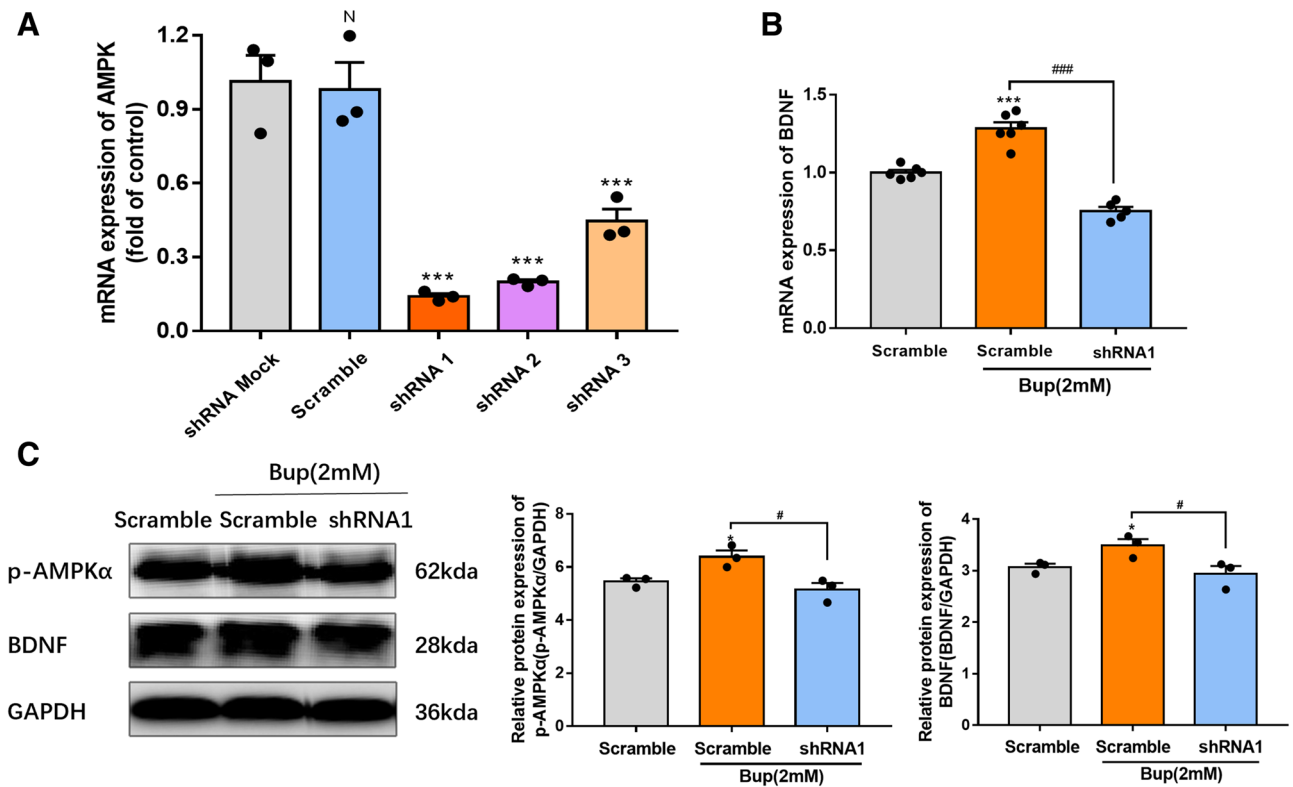 A
mRNA expression of AMPK
(fold of control)
1.2
0.9
0.6
0.3
0.0
N
***
***
***
shRNA Mock
Scramble
shRNA 1
shRNA 2
shRNA 3
B
mRNA expression of BDNF
1.5
1.0
0.5
0.0
***
###
Scramble
Scramble
shRNA1
Bup(2mM)
C
Bup(2mM)
Scramble Scramble shRNA1
p-AMPKα 62kda
BDNF 28kda
GAPDH 36kda
Relative protein expression of
p-AMPKα(p-AMPKα/GAPDH)
8
6
4
2
0
*
#
Scramble
Scramble
shRNA1
Bup(2mM)
Relative protein expression of
BDNF(BDNF/GAPDH)
4
3
2
1
0
*
#
Scramble
Scramble
shRNA1
Bup(2mM)